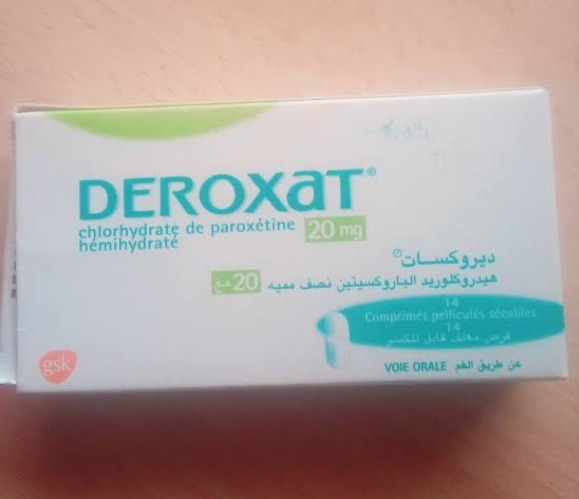 DEROXAT®
chlorhydrate de paroxétine
hémihydraté
20 mg
ديروكسات®
هيدروكلوريد الباروكسيتين نصف مميه
20 مغ
14
Comprimés pelliculés sécables
14
قرص مغلف قابل للكسر
VOIE ORALE عن طريق الفم
gsk